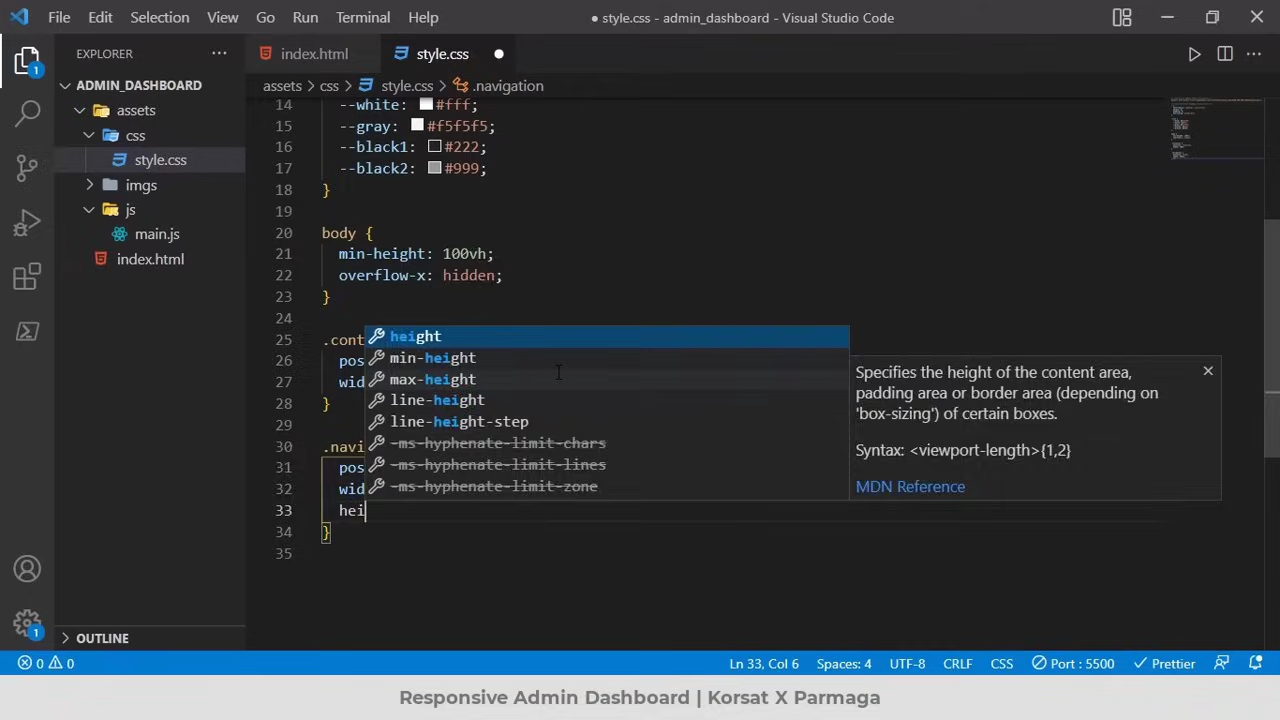 File Edit Selection View Go Run Terminal Help
● style.css - admin_dashboard - Visual Studio Code
EXPLORER
index.html
style.css
1
ADMIN_DASHBOARD
assets
css
style.css
imgs
js
main.js
index.html
assets > css > style.css > .navigation
14 --white: #fff;
15 --gray: #f5f5f5;
16 --black1: #222;
17 --black2: #999;
18 }
19
20 body {
21 min-height: 100vh;
22 overflow-x: hidden;
23 }
24
25 .cont
26 pos
27 wid
28 }
29
30 .navi
31 pos
32 wid
33 hei
34 }
35
height
min-height
max-height
line-height
line-height-step
-ms-hyphenate-limit-chars
-ms-hyphenate-limit-lines
-ms-hyphenate-limit-zone
Specifies the height of the content area,
padding area or border area (depending on
'box-sizing') of certain boxes.
Syntax: <viewport-length>{1,2}
MDN Reference
1
OUTLINE
0 0
Ln 33, Col 6 Spaces: 4 UTF-8 CRLF CSS Port : 5500 Prettier
Responsive Admin Dashboard | Korsat X Parmaga